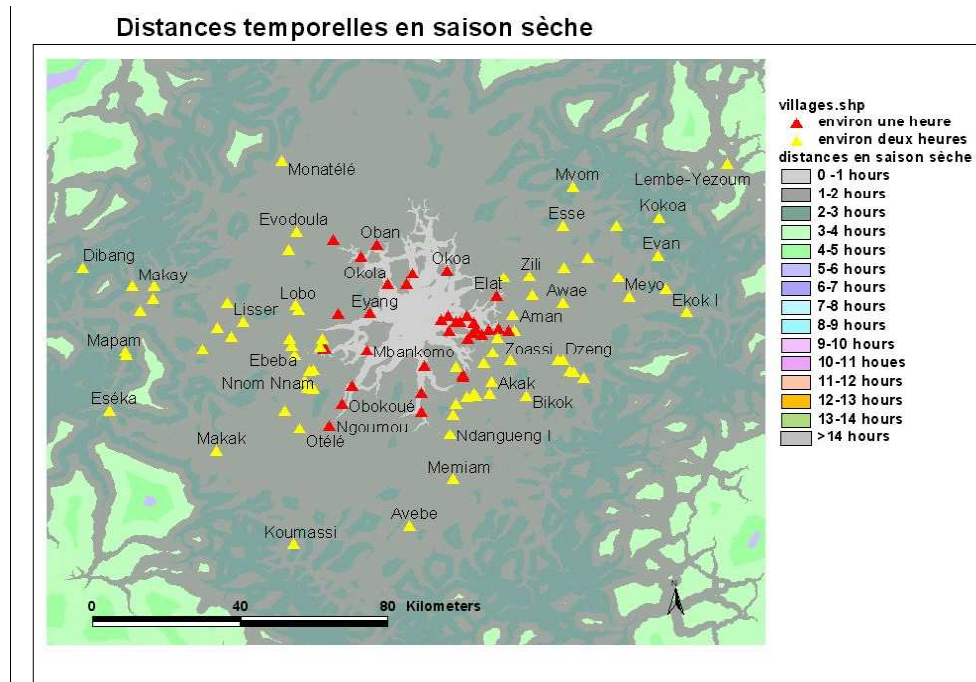 Distances temporelles en saison sèche
villages.shp
environ une heure
environ deux heures
distances en saison sèche
0 -1 hours
1-2 hours
2-3 hours
3-4 hours
4-5 hours
5-6 hours
6-7 hours
7-8 hours
8-9 hours
9-10 hours
10-11 houes
11-12 hours
12-13 hours
13-14 hours
>14 hours
Monatélé
Mvom
Lembe-Yezoum
Evodoula
Oban
Esse
Kokoa
Dibang
Makay
Okola
Okoa
Zili
Evan
Elat
Meyo
Lisser
Lobo
Eyang
Awae
Ekok I
Aman
Mapam
Ebeba
Mbankomo
Zoassi
Dzeng
Nnom Nnam
Akak
Eséka
Obokoué
Bikok
Makak
Otélé
Ngoumou
Ndangueng I
Memiam
Avebe
Koumassi
N
0 40 80 Kilometers